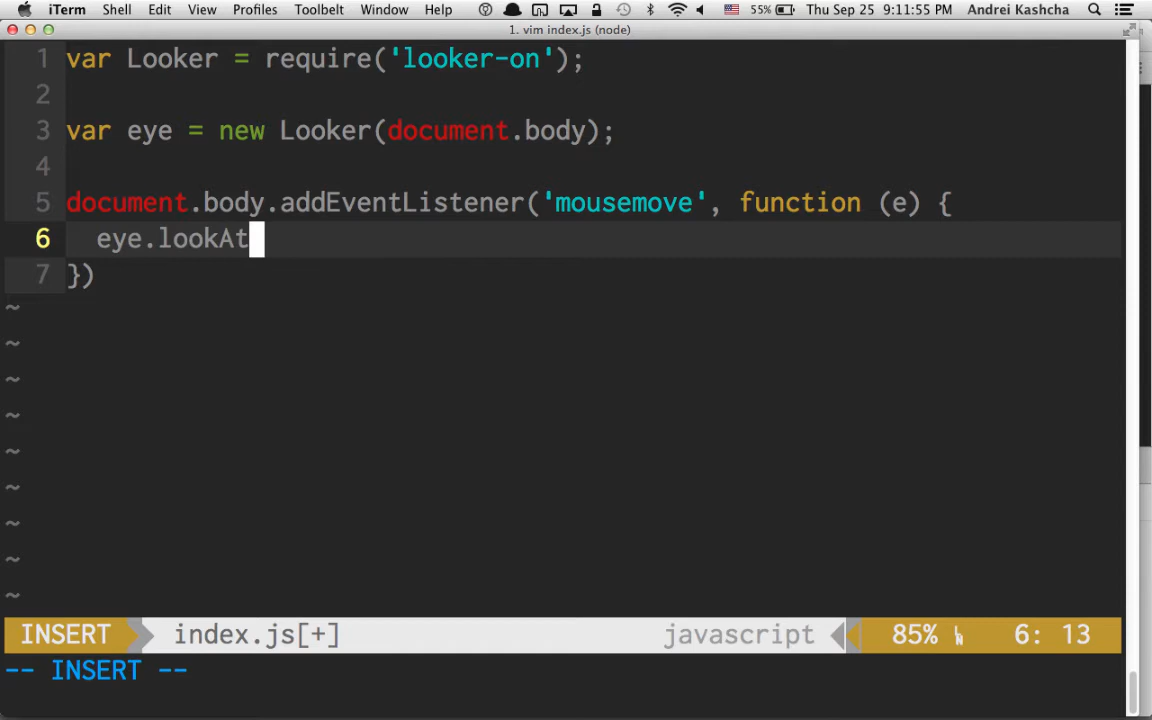 iTerm Shell Edit View Profiles Toolbelt Window Help 55% Thu Sep 25 9:11:55 PM Andrei Kashcha
1. vim index.js (node)
1 var Looker = require('looker-on');
2
3 var eye = new Looker(document.body);
4
5 document.body.addEventListener('mousemove', function (e) {
6 eye.lookAt
7 })
~
~
~
~
~
~
~
~
~
INSERT index.js[+] javascript 85% 6: 13
-- INSERT --